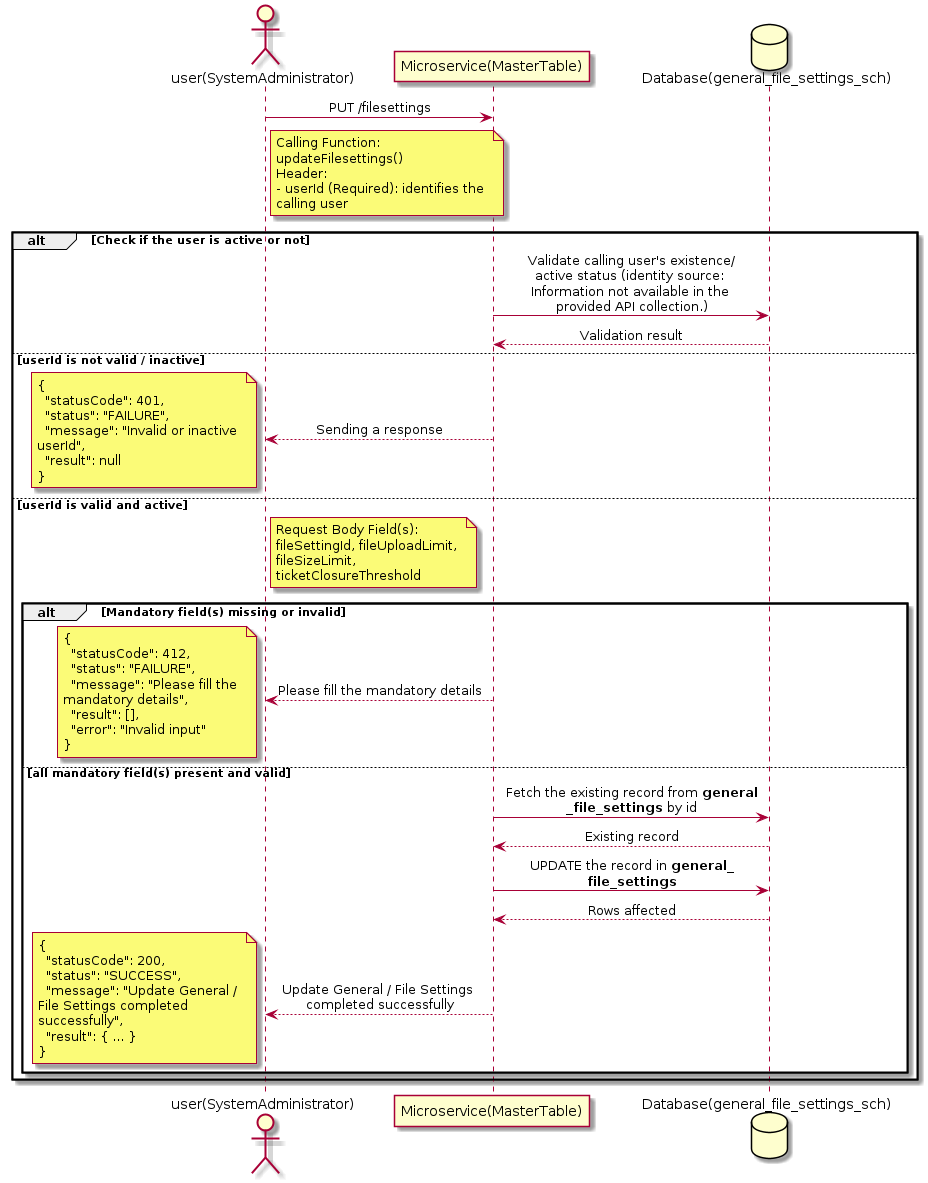 user(SystemAdministrator)
Microservice(MasterTable)
Database(general_file_settings_sch)
PUT /filesettings
Calling Function:
updateFilesettings()
Header:
- userId (Required): identifies the
calling user
alt
[Check if the user is active or not]
Validate calling user's existence/
active status (identity source:
Information not available in the
provided API collection.)
Validation result
[userId is not valid / inactive]
{
"statusCode": 401,
"status": "FAILURE",
"message": "Invalid or inactive
userId",
"result": null
}
Sending a response
[userId is valid and active]
Request Body Field(s):
fileSettingId, fileUploadLimit,
fileSizeLimit,
ticketClosureThreshold
alt
[Mandatory field(s) missing or invalid]
{
"statusCode": 412,
"status": "FAILURE",
"message": "Please fill the
mandatory details",
"result": [],
"error": "Invalid input"
}
Please fill the mandatory details
[all mandatory field(s) present and valid]
Fetch the existing record from general
_file_settings by id
Existing record
UPDATE the record in general_
file_settings
Rows affected
{
"statusCode": 200,
"status": "SUCCESS",
"message": "Update General /
File Settings completed
successfully",
"result": { ... }
}
Update General / File Settings
completed successfully
user(SystemAdministrator)
Microservice(MasterTable)
Database(general_file_settings_sch)